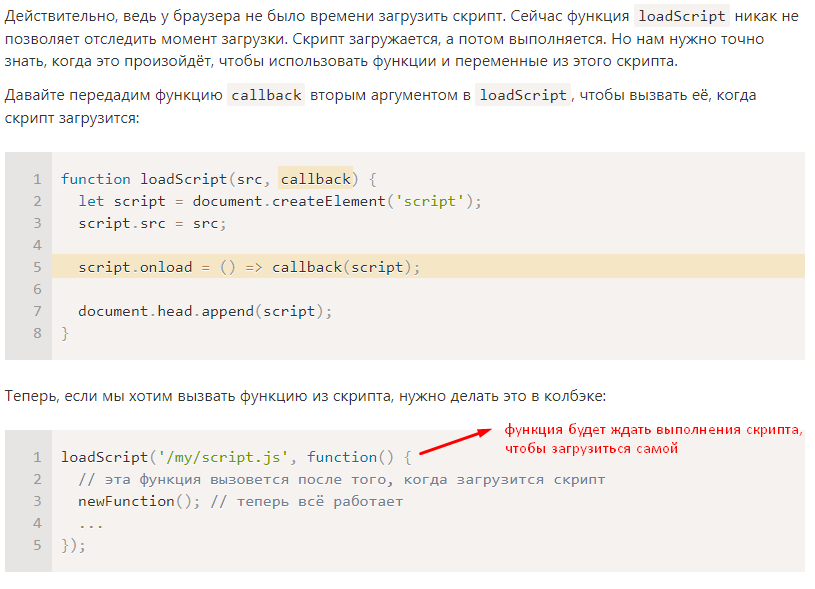 Действительно, ведь у браузера не было времени загрузить скрипт. Сейчас функция loadScript никак не
позволяет отследить момент загрузки. Скрипт загружается, а потом выполняется. Но нам нужно точно
знать, когда это произойдёт, чтобы использовать функции и переменные из этого скрипта.
Давайте передадим функцию callback вторым аргументом в loadScript, чтобы вызвать её, когда
скрипт загрузится:
1 function loadScript(src, callback) {
2   let script = document.createElement('script');
3   script.src = src;
4
5   script.onload = () => callback(script);
6
7   document.head.append(script);
8 }
Теперь, если мы хотим вызвать функцию из скрипта, нужно делать это в колбэке:
функция будет ждать выполнения скрипта,
чтобы загрузиться самой
1 loadScript('/my/script.js', function() {
2   // эта функция вызовется после того, когда загрузится скрипт
3   newFunction(); // теперь всё работает
4   ...
5 });